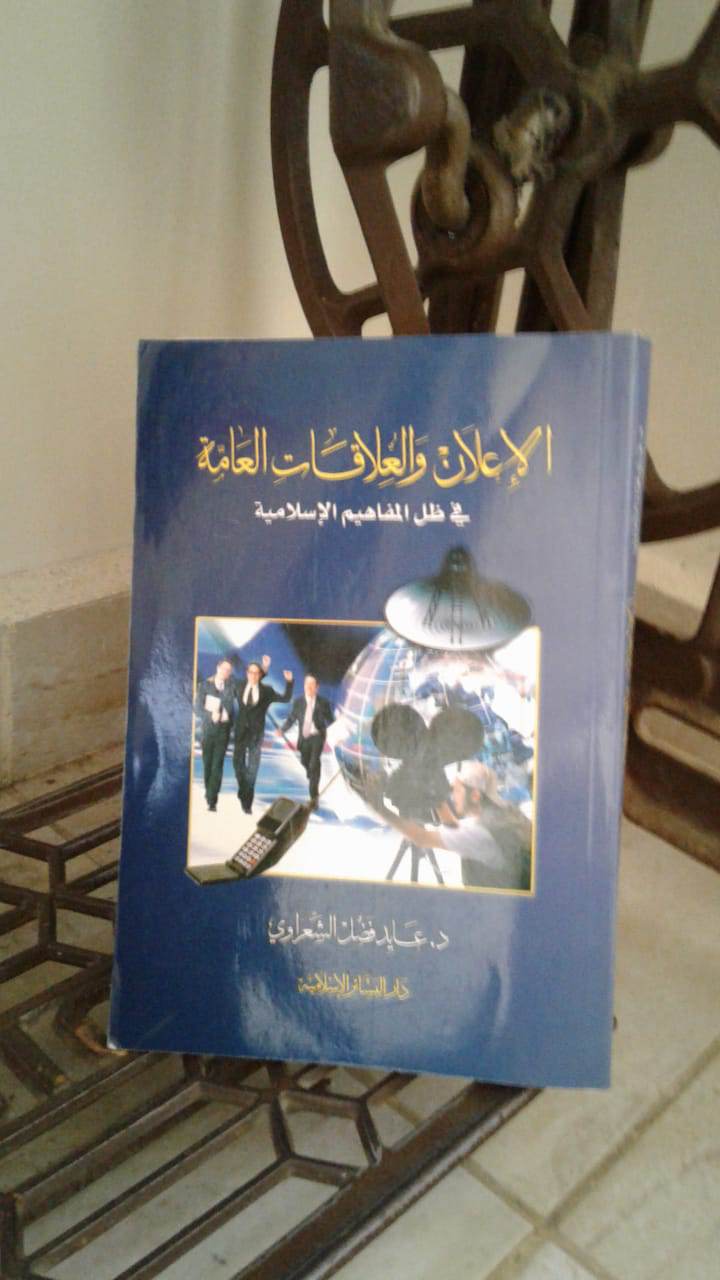 الإعلان والعلاقات العامة
في ظل المفاهيم الإسلامية
د. عايد فضل الشعراوي
دار البشائر الإسلامية